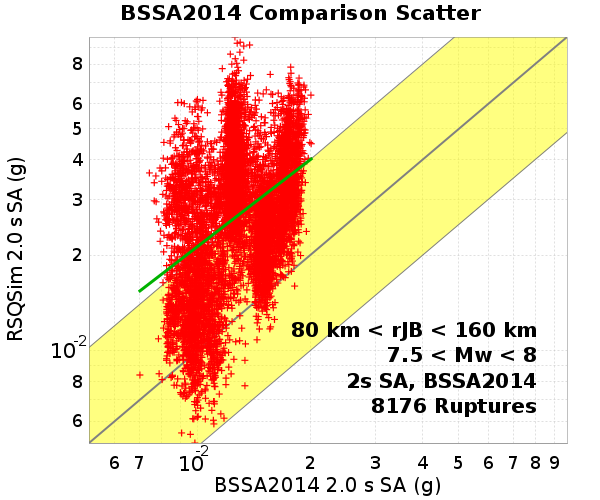 BSSA2014 Comparison Scatter
RSQSim 2.0 s SA (g)
8
6
5
4
3
2
10-2
8
6
80 km < rJB < 160 km
7.5 < Mw < 8
2s SA, BSSA2014
8176 Ruptures
6 7 10-2 2 3 4 5 6 7 8 9
BSSA2014 2.0 s SA (g)